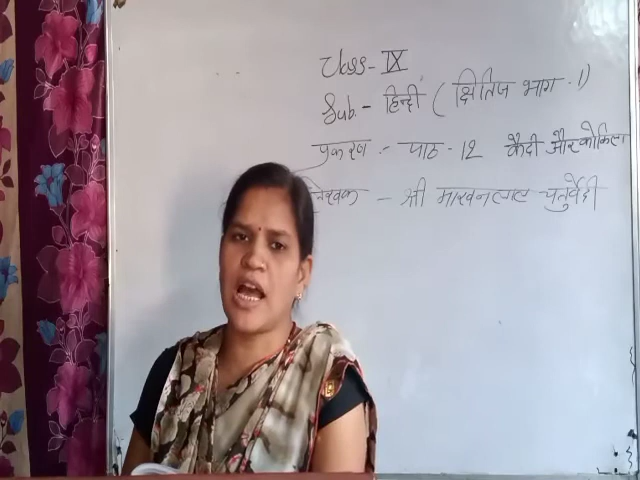 Class - IX
Sub. - हिन्दी ( क्षितिज भाग - 1)
प्रकरण :- पाठ - 12 कैदी और कोकिला
लेखक - श्री माखनलाल चतुर्वेदी